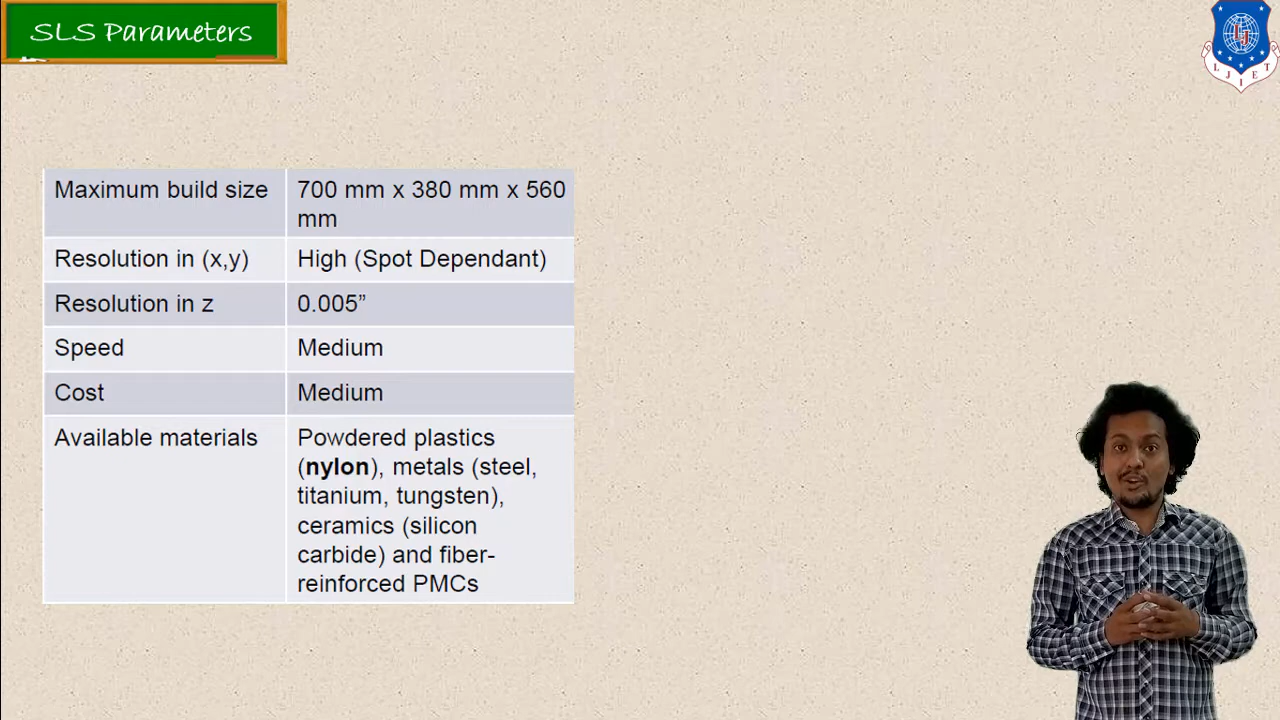 SLS Parameters
LJIET
Maximum build size
700 mm x 380 mm x 560
mm
Resolution in (x,y)
High (Spot Dependant)
Resolution in z
0.005”
Speed
Medium
Cost
Medium
Available materials
Powdered plastics
(nylon), metals (steel,
titanium, tungsten),
ceramics (silicon
carbide) and fiber-
reinforced PMCs